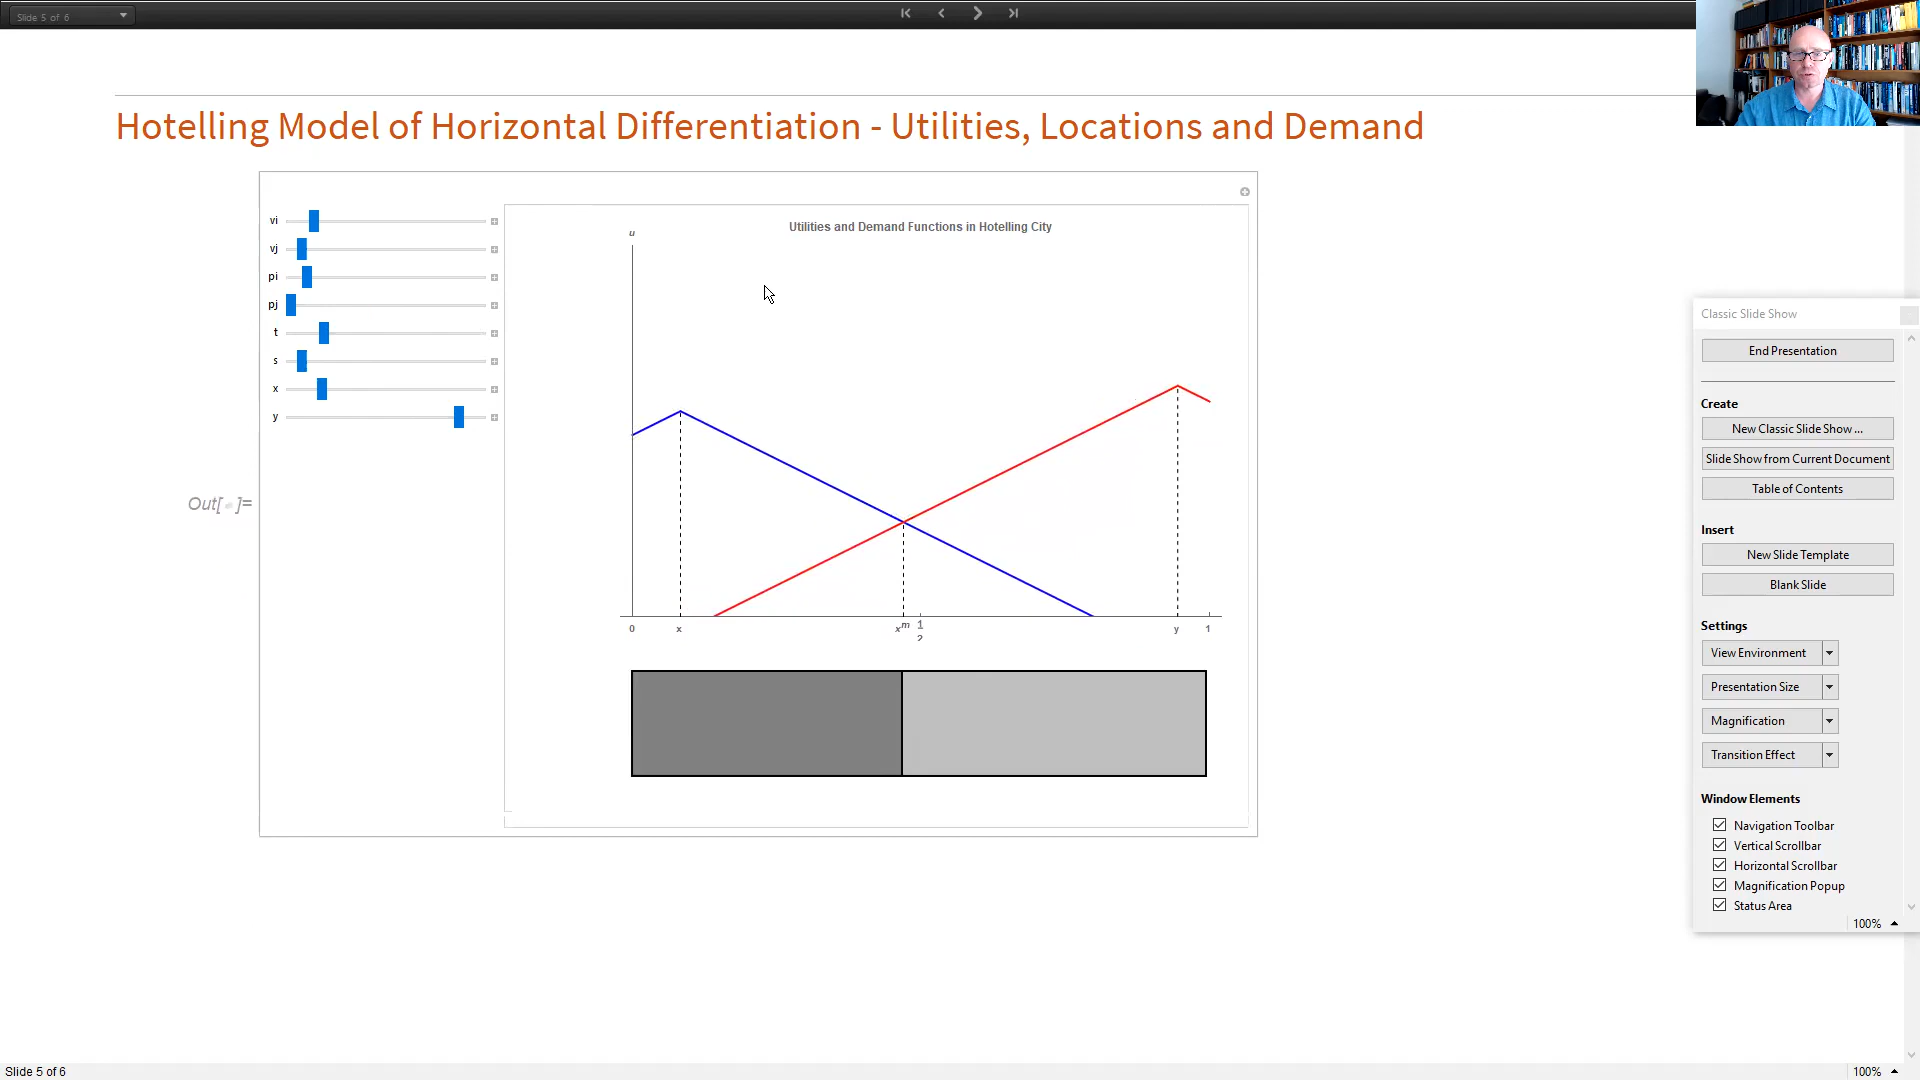 Slide 5 of 6
Hotelling Model of Horizontal Differentiation - Utilities, Locations and Demand
vi
vj
pi
pj
t
s
x
y
Out[ ]=
Utilities and Demand Functions in Hotelling City
u
0
x
x^m
1
2
y
1
Classic Slide Show
End Presentation
Create
New Classic Slide Show ...
Slide Show from Current Document
Table of Contents
Insert
New Slide Template
Blank Slide
Settings
View Environment
Presentation Size
Magnification
Transition Effect
Window Elements
Navigation Toolbar
Vertical Scrollbar
Horizontal Scrollbar
Magnification Popup
Status Area
100%
Slide 5 of 6
100%